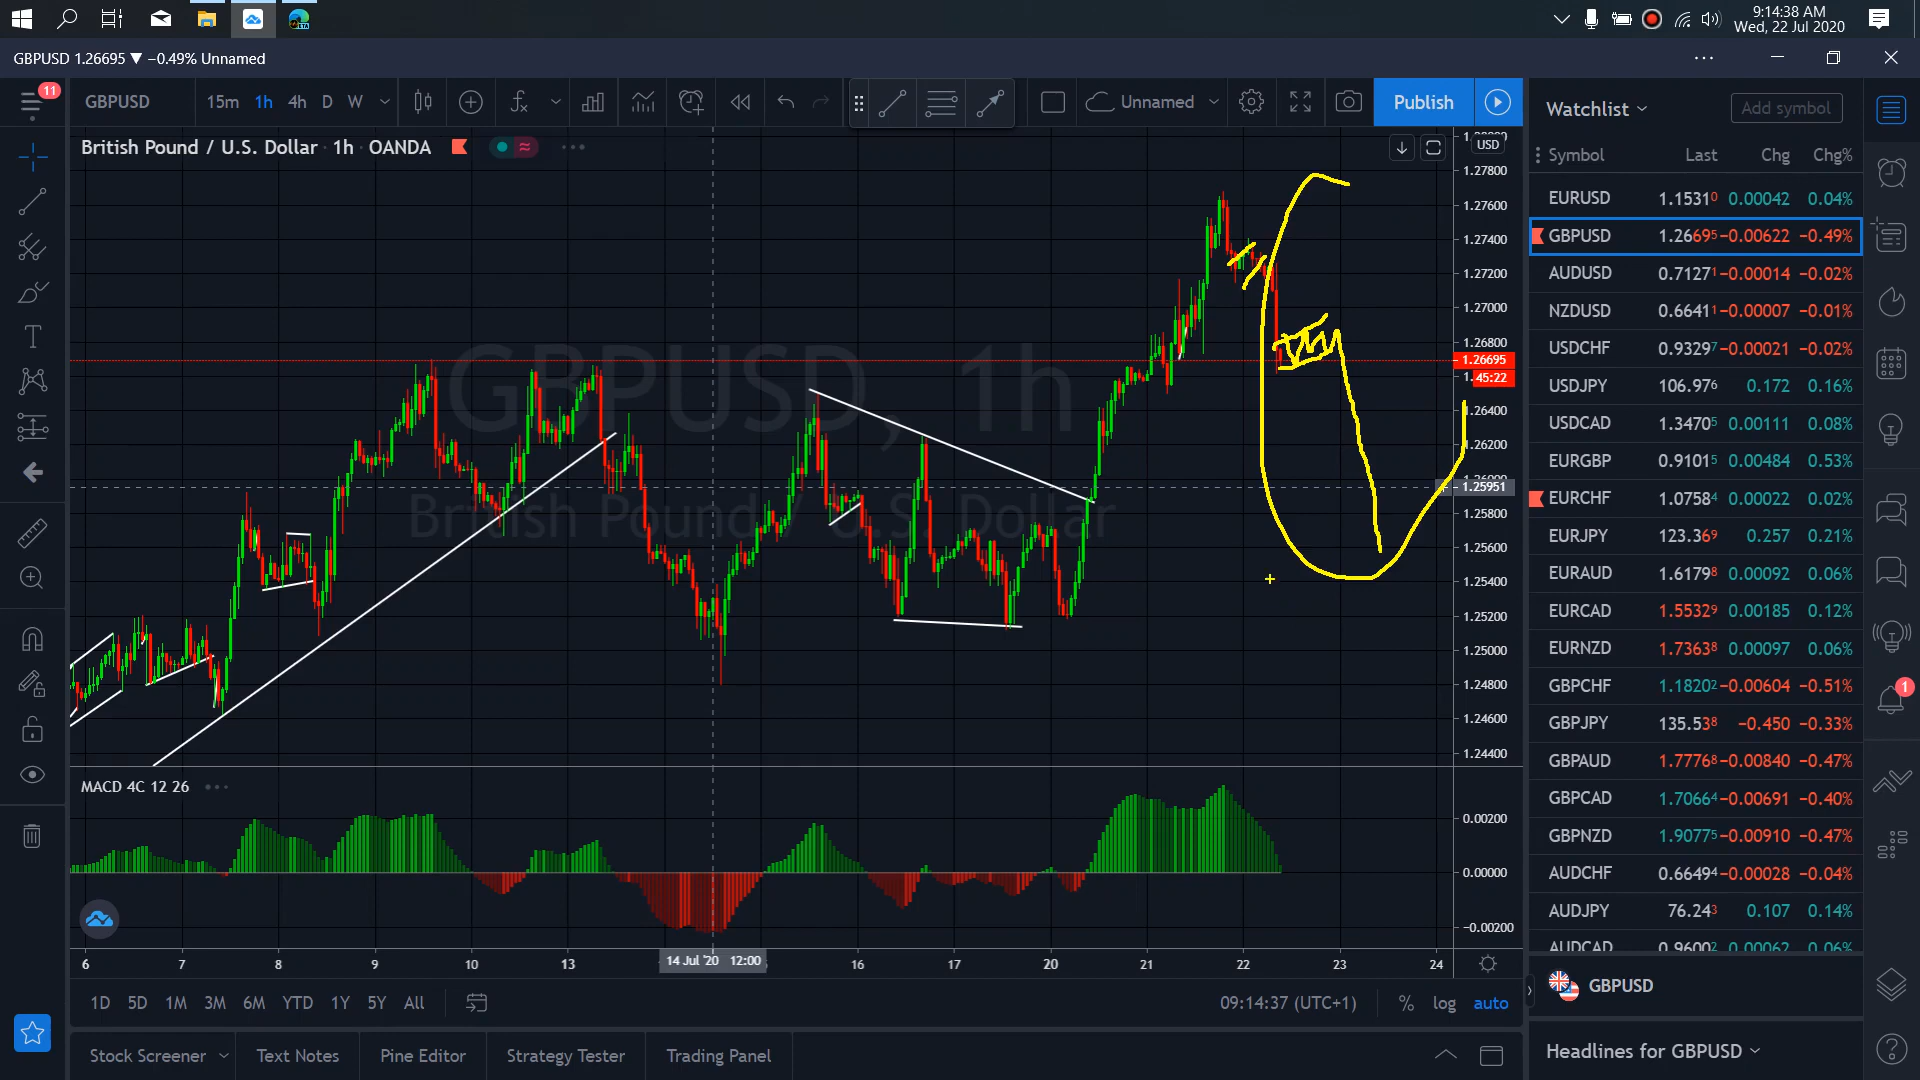 9:14:38 AM
Wed, 22 Jul 2020
GBPUSD 1.26695 ▼ −0.49% Unnamed
11
GBPUSD 15m 1h 4h D W Unnamed Publish
British Pound / U.S. Dollar · 1h · OANDA
USD
GBPUSD, 1h
British Pound / U.S. Dollar
1.27800
1.27600
1.27400
1.27200
1.27000
1.26800
1.26695
45:22
1.26400
1.26200
1.25951
1.25800
1.25600
1.25400
1.25200
1.25000
1.24800
1.24600
1.24400
MACD 4C 12 26
0.00200
0.00000
−0.00200
6 7 8 9 10 13 14 Jul '20 12:00 16 17 20 21 22 23 24
1D 5D 1M 3M 6M YTD 1Y 5Y All 09:14:37 (UTC+1) % log auto
Stock Screener Text Notes Pine Editor Strategy Tester Trading Panel
Watchlist Add symbol
Symbol Last Chg Chg%
EURUSD 1.15310 0.00042 0.04%
GBPUSD 1.26695 −0.00622 −0.49%
AUDUSD 0.71271 −0.00014 −0.02%
NZDUSD 0.66411 −0.00007 −0.01%
USDCHF 0.93297 −0.00021 −0.02%
USDJPY 106.976 0.172 0.16%
USDCAD 1.34705 0.00111 0.08%
EURGBP 0.91015 0.00484 0.53%
EURCHF 1.07584 0.00022 0.02%
EURJPY 123.369 0.257 0.21%
EURAUD 1.61798 0.00092 0.06%
EURCAD 1.55329 0.00185 0.12%
EURNZD 1.73638 0.00097 0.06%
GBPCHF 1.18202 −0.00604 −0.51%
GBPJPY 135.538 −0.450 −0.33%
GBPAUD 1.77768 −0.00840 −0.47%
GBPCAD 1.70664 −0.00691 −0.40%
GBPNZD 1.90775 −0.00910 −0.47%
AUDCHF 0.66494 −0.00028 −0.04%
AUDJPY 76.243 0.107 0.14%
AUDCAD 0.96002 0.00062 0.06%
GBPUSD
Headlines for GBPUSD
1